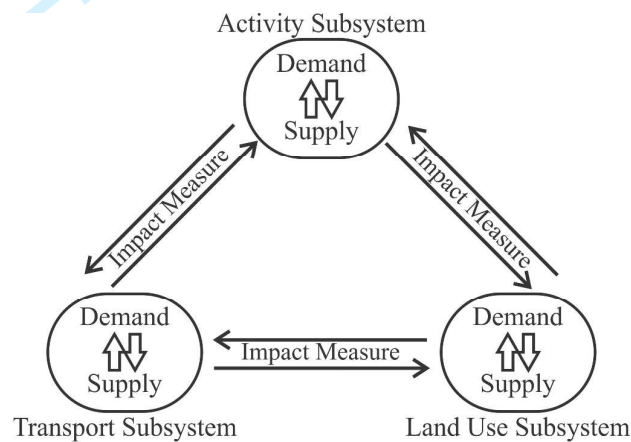 Activity Subsystem
Demand
Supply
Impact Measure
Impact Measure
Demand
Supply
Impact Measure
Demand
Supply
Transport Subsystem
Land Use Subsystem